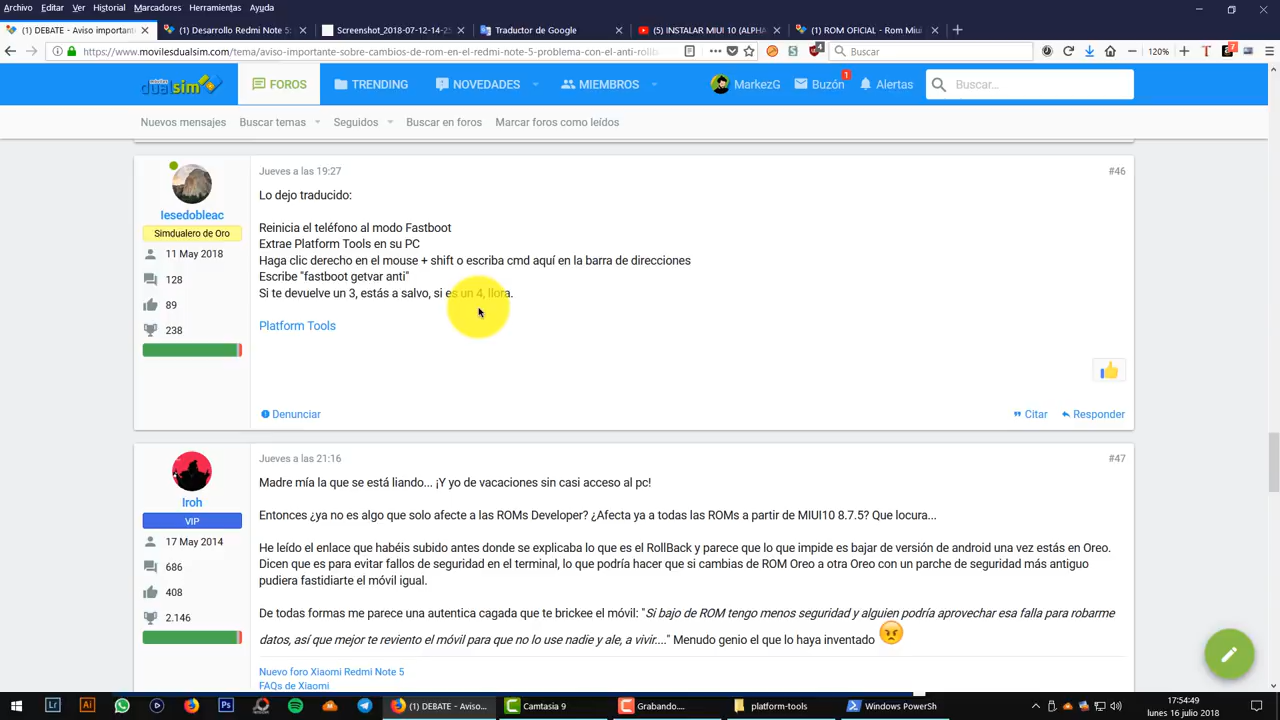 Archivo Editar Ver Historial Marcadores Herramientas Ayuda
(1) DEBATE - Aviso important
(1) Desarrollo Redmi Note 5:
Screenshot_2018-07-12-14-25
Traductor de Google
(5) INSTALAR MIUI 10 (ALPHA
(1) ROM OFICIAL - Rom Miui
https://www.movilesdualsim.com/tema/aviso-importante-sobre-cambios-de-rom-en-el-redmi-note-5-problema-con-el-anti-rollb
120%
Buscar
móviles dualsim
FOROS
TRENDING
NOVEDADES
MIEMBROS
MarkezG
Buzón
1
Alertas
Buscar...
Nuevos mensajes
Buscar temas
Seguidos
Buscar en foros
Marcar foros como leídos
Iesedobleac
Simdualero de Oro
11 May 2018
128
89
238
Jueves a las 19:27
#46
Lo dejo traducido:
Reinicia el teléfono al modo Fastboot
Extrae Platform Tools en su PC
Haga clic derecho en el mouse + shift o escriba cmd aquí en la barra de direcciones
Escribe "fastboot getvar anti"
Si te devuelve un 3, estás a salvo, si es un 4, llora.
Platform Tools
Denunciar
Citar
Responder
Iroh
VIP
17 May 2014
686
408
2.146
Jueves a las 21:16
#47
Madre mía la que se está liando... ¡Y yo de vacaciones sin casi acceso al pc!
Entonces ¿ya no es algo que solo afecte a las ROMs Developer? ¿Afecta ya a todas las ROMs a partir de MIUI10 8.7.5? Que locura...
He leído el enlace que habéis subido antes donde se explicaba lo que es el RollBack y parece que lo que impide es bajar de versión de android una vez estás en Oreo.
Dicen que es para evitar fallos de seguridad en el terminal, lo que podría hacer que si cambias de ROM Oreo a otra Oreo con un parche de seguridad más antiguo
pudiera fastidiarte el móvil igual.
De todas formas me parece una autentica cagada que te brickee el móvil: "Si bajo de ROM tengo menos seguridad y alguien podría aprovechar esa falla para robarme
datos, así que mejor te reviento el móvil para que no lo use nadie y ale, a vivir...." Menudo genio el que lo haya inventado
Nuevo foro Xiaomi Redmi Note 5
FAQs de Xiaomi
(1) DEBATE - Aviso...
Camtasia 9
Grabando....
platform-tools
Windows PowerSh
17:54:49
lunes 16 julio 2018